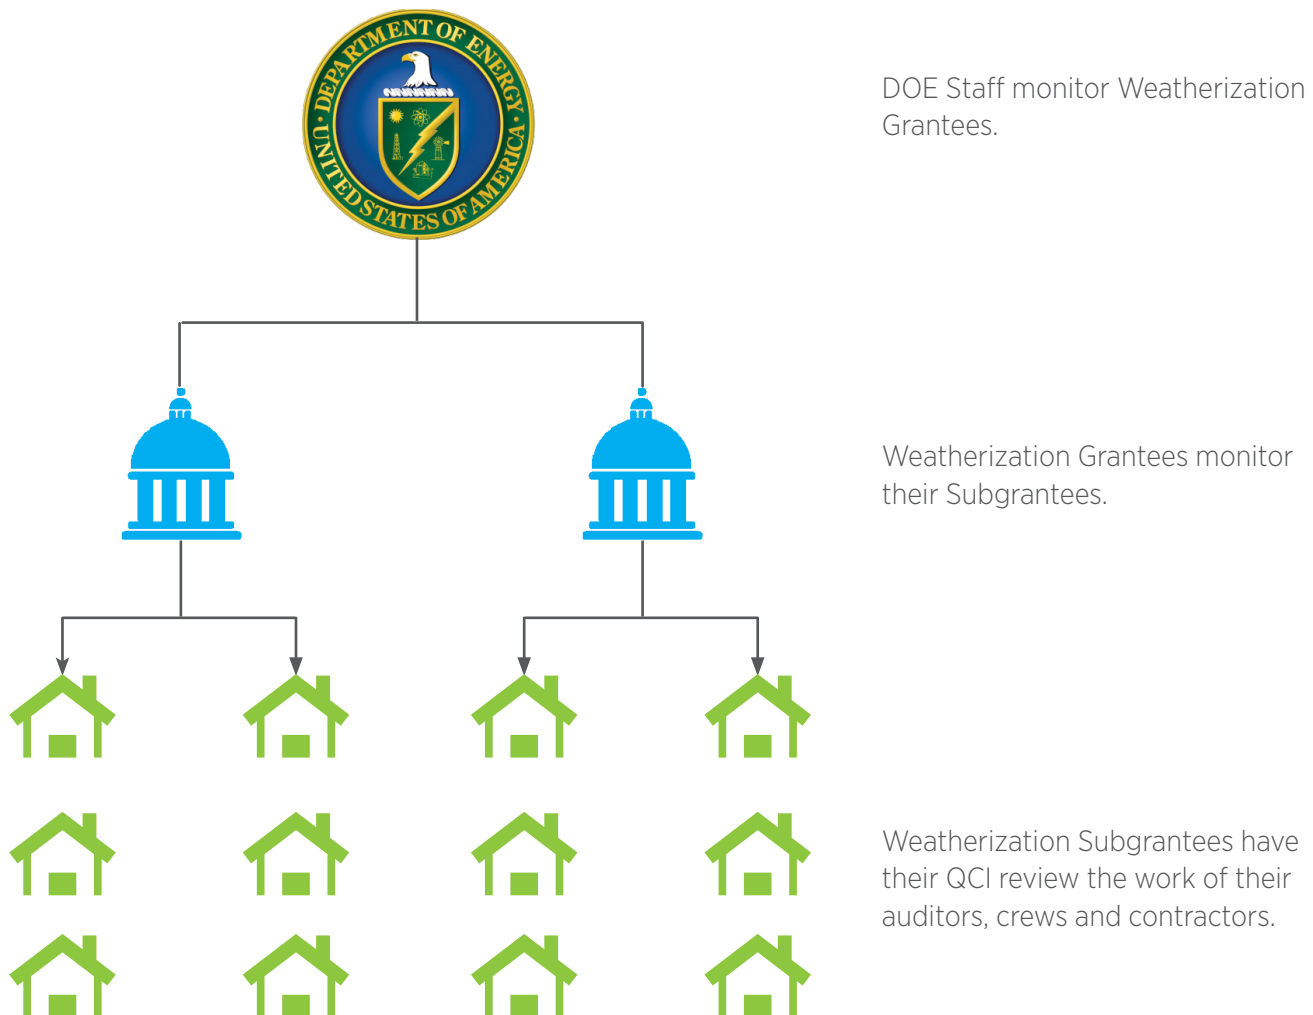 DEPARTMENT OF ENERGY
UNITED STATES OF AMERICA
DOE Staff monitor Weatherization
Grantees.
Weatherization Grantees monitor
their Subgrantees.
Weatherization Subgrantees have
their QCI review the work of their
auditors, crews and contractors.